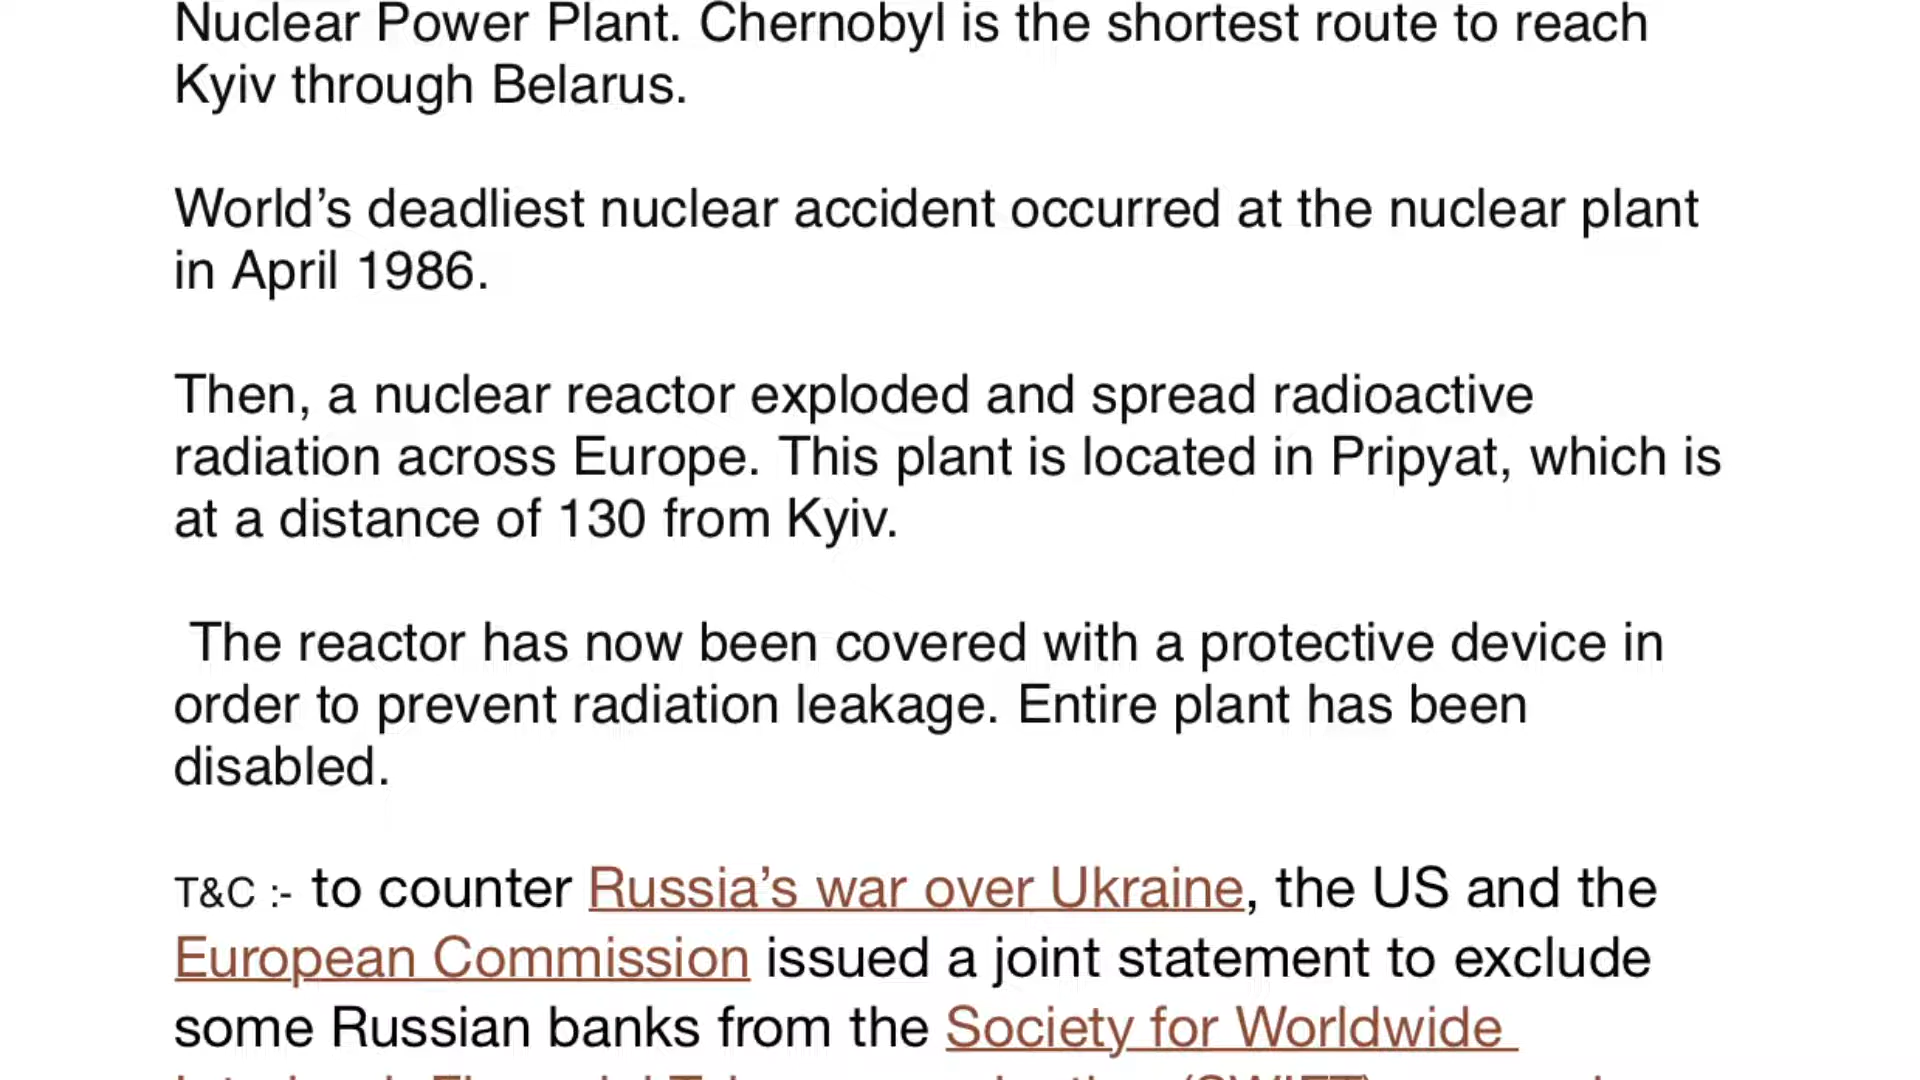 Nuclear Power Plant. Chernobyl is the shortest route to reach
Kyiv through Belarus.
World’s deadliest nuclear accident occurred at the nuclear plant
in April 1986.
Then, a nuclear reactor exploded and spread radioactive
radiation across Europe. This plant is located in Pripyat, which is
at a distance of 130 from Kyiv.
The reactor has now been covered with a protective device in
order to prevent radiation leakage. Entire plant has been
disabled.
T&C :- to counter Russia’s war over Ukraine, the US and the
European Commission issued a joint statement to exclude
some Russian banks from the Society for Worldwide
(SWIFT)